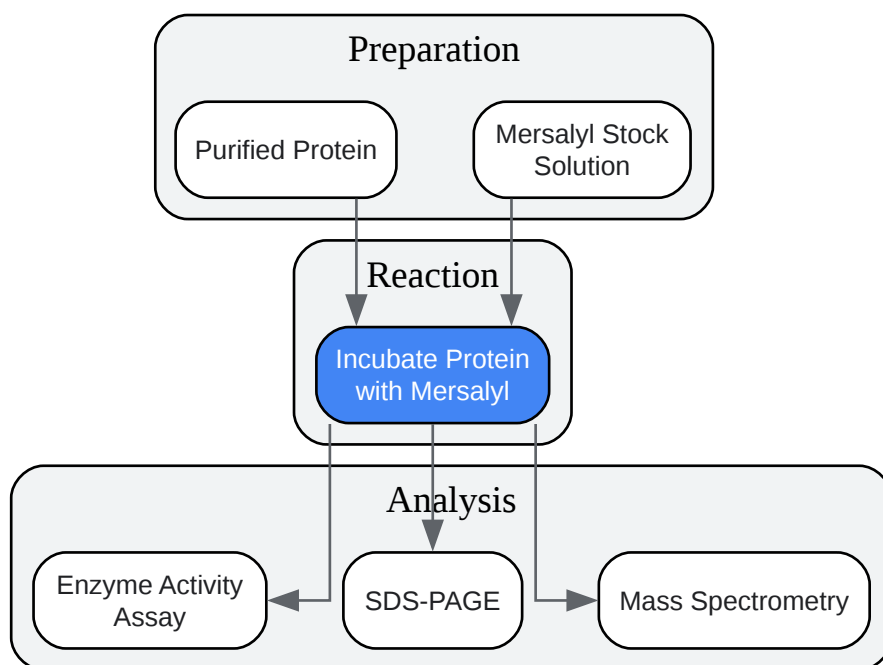 Preparation
Purified Protein
Mersalyl Stock
Solution
Reaction
Incubate Protein
with Mersalyl
Analysis
Enzyme Activity
Assay
SDS-PAGE
Mass Spectrometry